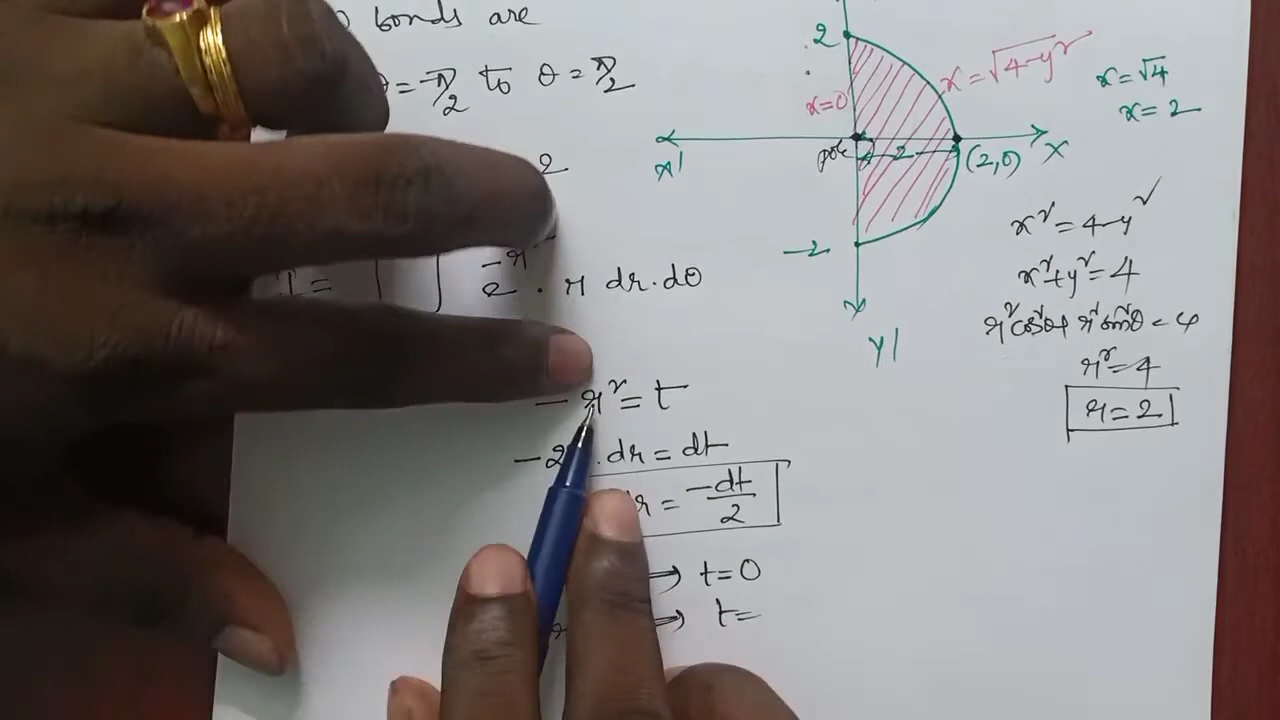 bonds are
θ = -π/2 to θ = π/2
2
I = ∫ ∫ e^{-r²} . r dr.dθ
- r² = t
-2 . dr = dt
dr = -dt/2
→ t=0
→ t=
2
x=0
x=√4-y²
pole
2
(2,0)
X
X|
-2
Y|
x=√4
x=2
x² = 4-y²
x²+y²=4
r²cos²θ+r²sin²θ=4
r²=4
r=2